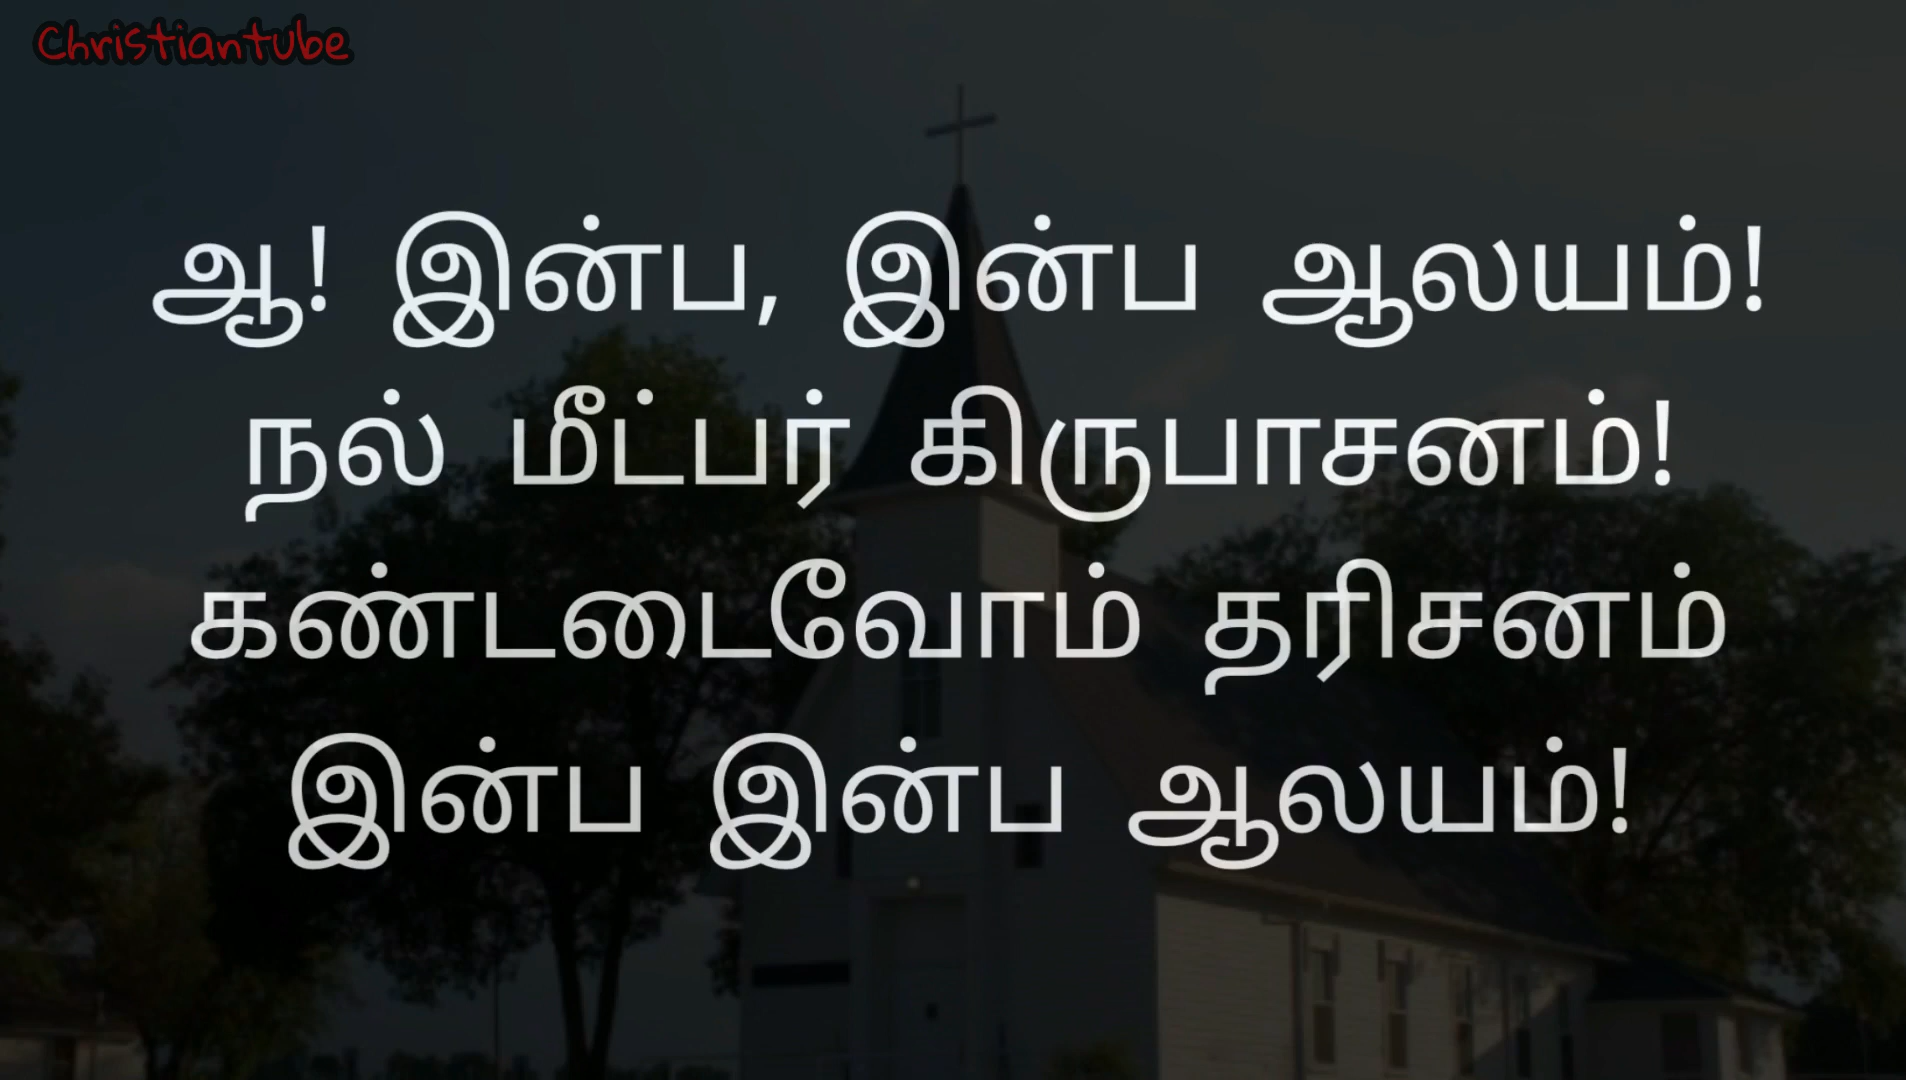 Christiantube
ஆ! இன்ப, இன்ப ஆலயம்!
நல் மீட்பர் கிருபாசனம்!
கண்டடைவோம் தரிசனம்
இன்ப இன்ப ஆலயம்!